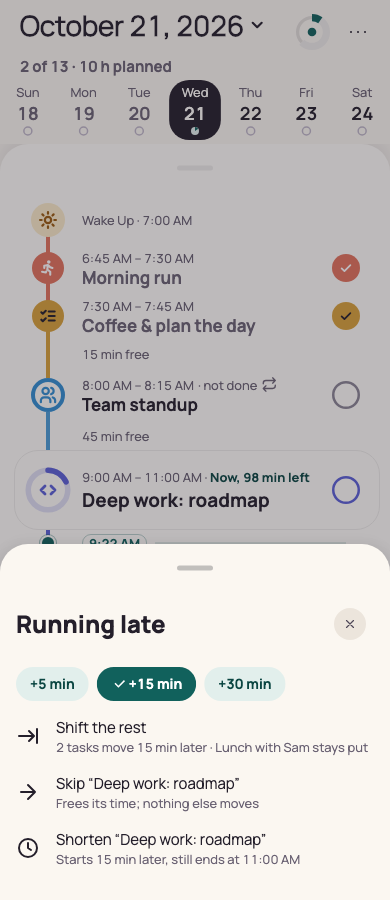 October 21, 2026
2 of 13 · 10 h planned
Sun Mon Tue Wed Thu Fri Sat
18 19 20 21 22 23 24
Wake Up · 7:00 AM
6:45 AM – 7:30 AM
Morning run
7:30 AM – 7:45 AM
Coffee & plan the day
15 min free
8:00 AM – 8:15 AM · not done
Team standup
45 min free
9:00 AM – 11:00 AM · Now, 98 min left
Deep work: roadmap
9:22 AM
Running late
+5 min
+15 min
+30 min
Shift the rest
2 tasks move 15 min later · Lunch with Sam stays put
Skip “Deep work: roadmap”
Frees its time; nothing else moves
Shorten “Deep work: roadmap”
Starts 15 min later, still ends at 11:00 AM